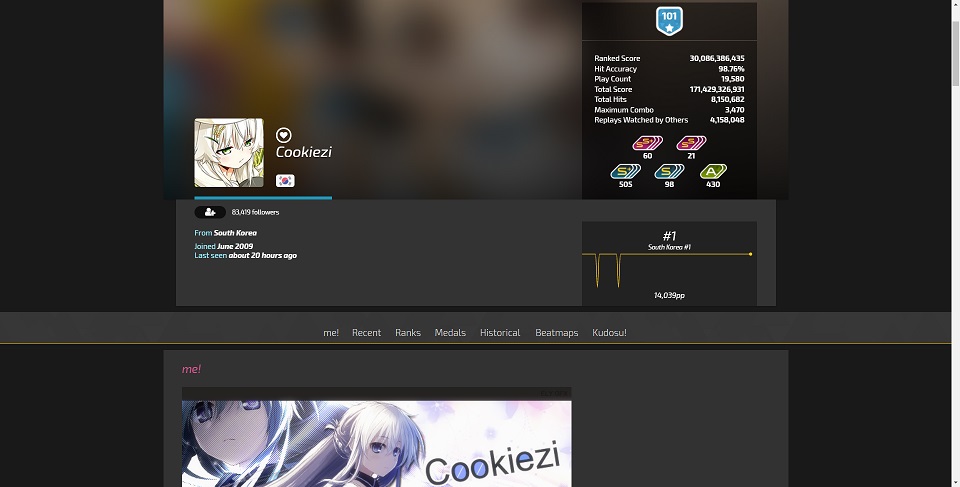 101
Ranked Score 30,086,386,435
Hit Accuracy 98.76%
Play Count 19,580
Total Score 171,429,326,931
Total Hits 8,150,682
Maximum Combo 3,470
Replays Watched by Others 4,158,048
SS SS
60 21
S S A
505 98 430
Cookiezi
83,419 followers
From South Korea
Joined June 2009
Last seen about 20 hours ago
#1
South Korea #1
14,039pp
me! Recent Ranks Medals Historical Beatmaps Kudosu!
me!
Cookiezi